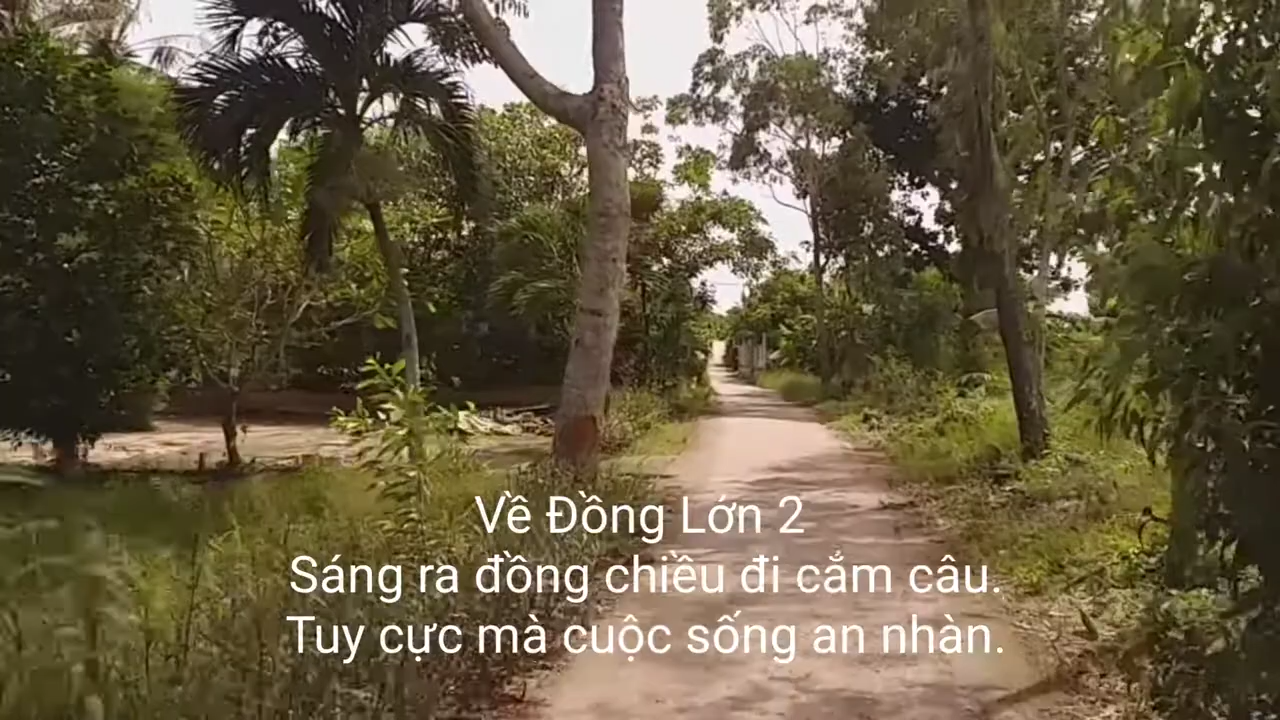 Về Đồng Lớn 2
Sáng ra đồng chiều đi cắm câu.
Tuy cực mà cuộc sống an nhàn.